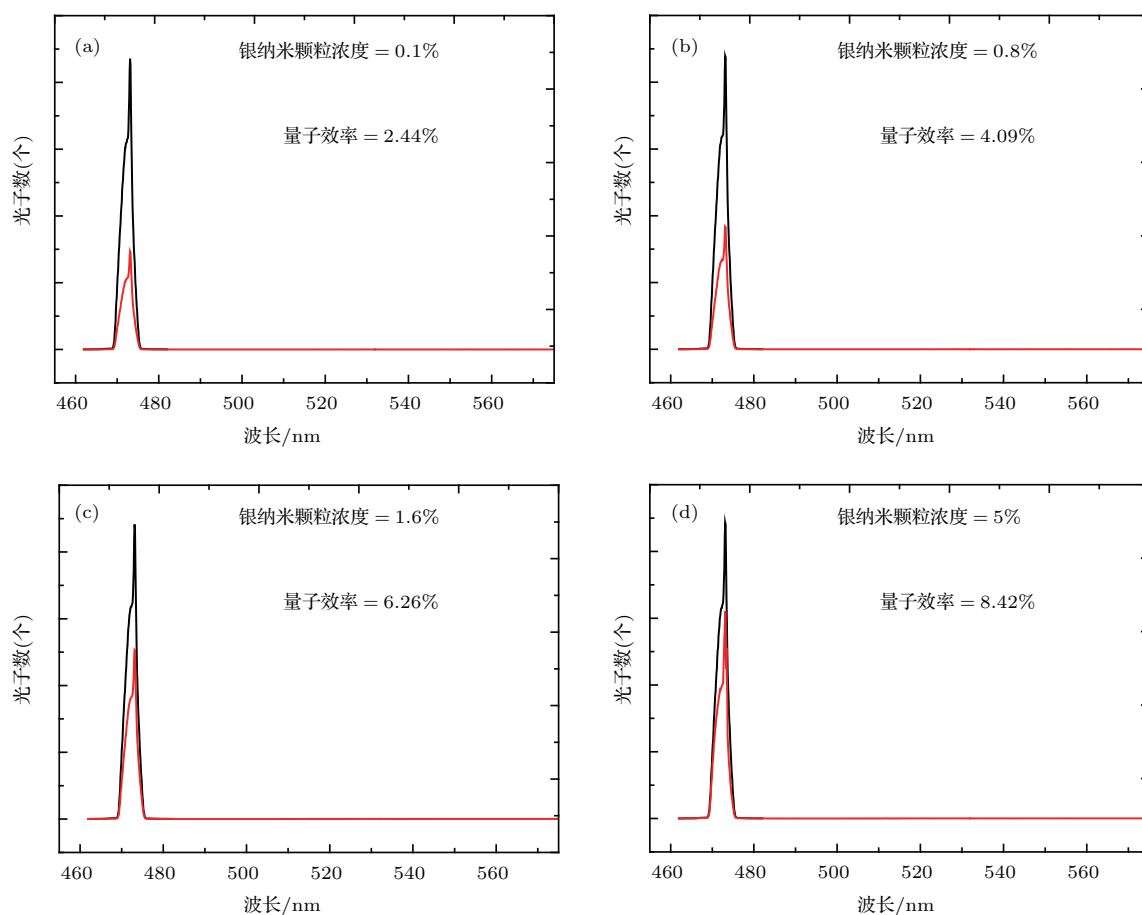 (a)
银纳米颗粒浓度 = 0.1%
量子效率 = 2.44%
光子数(个)
460 480 500 520 540 560
波长/nm
(b)
银纳米颗粒浓度 = 0.8%
量子效率 = 4.09%
光子数(个)
460 480 500 520 540 560
波长/nm
(c)
银纳米颗粒浓度 = 1.6%
量子效率 = 6.26%
光子数(个)
460 480 500 520 540 560
波长/nm
(d)
银纳米颗粒浓度 = 5%
量子效率 = 8.42%
光子数(个)
460 480 500 520 540 560
波长/nm